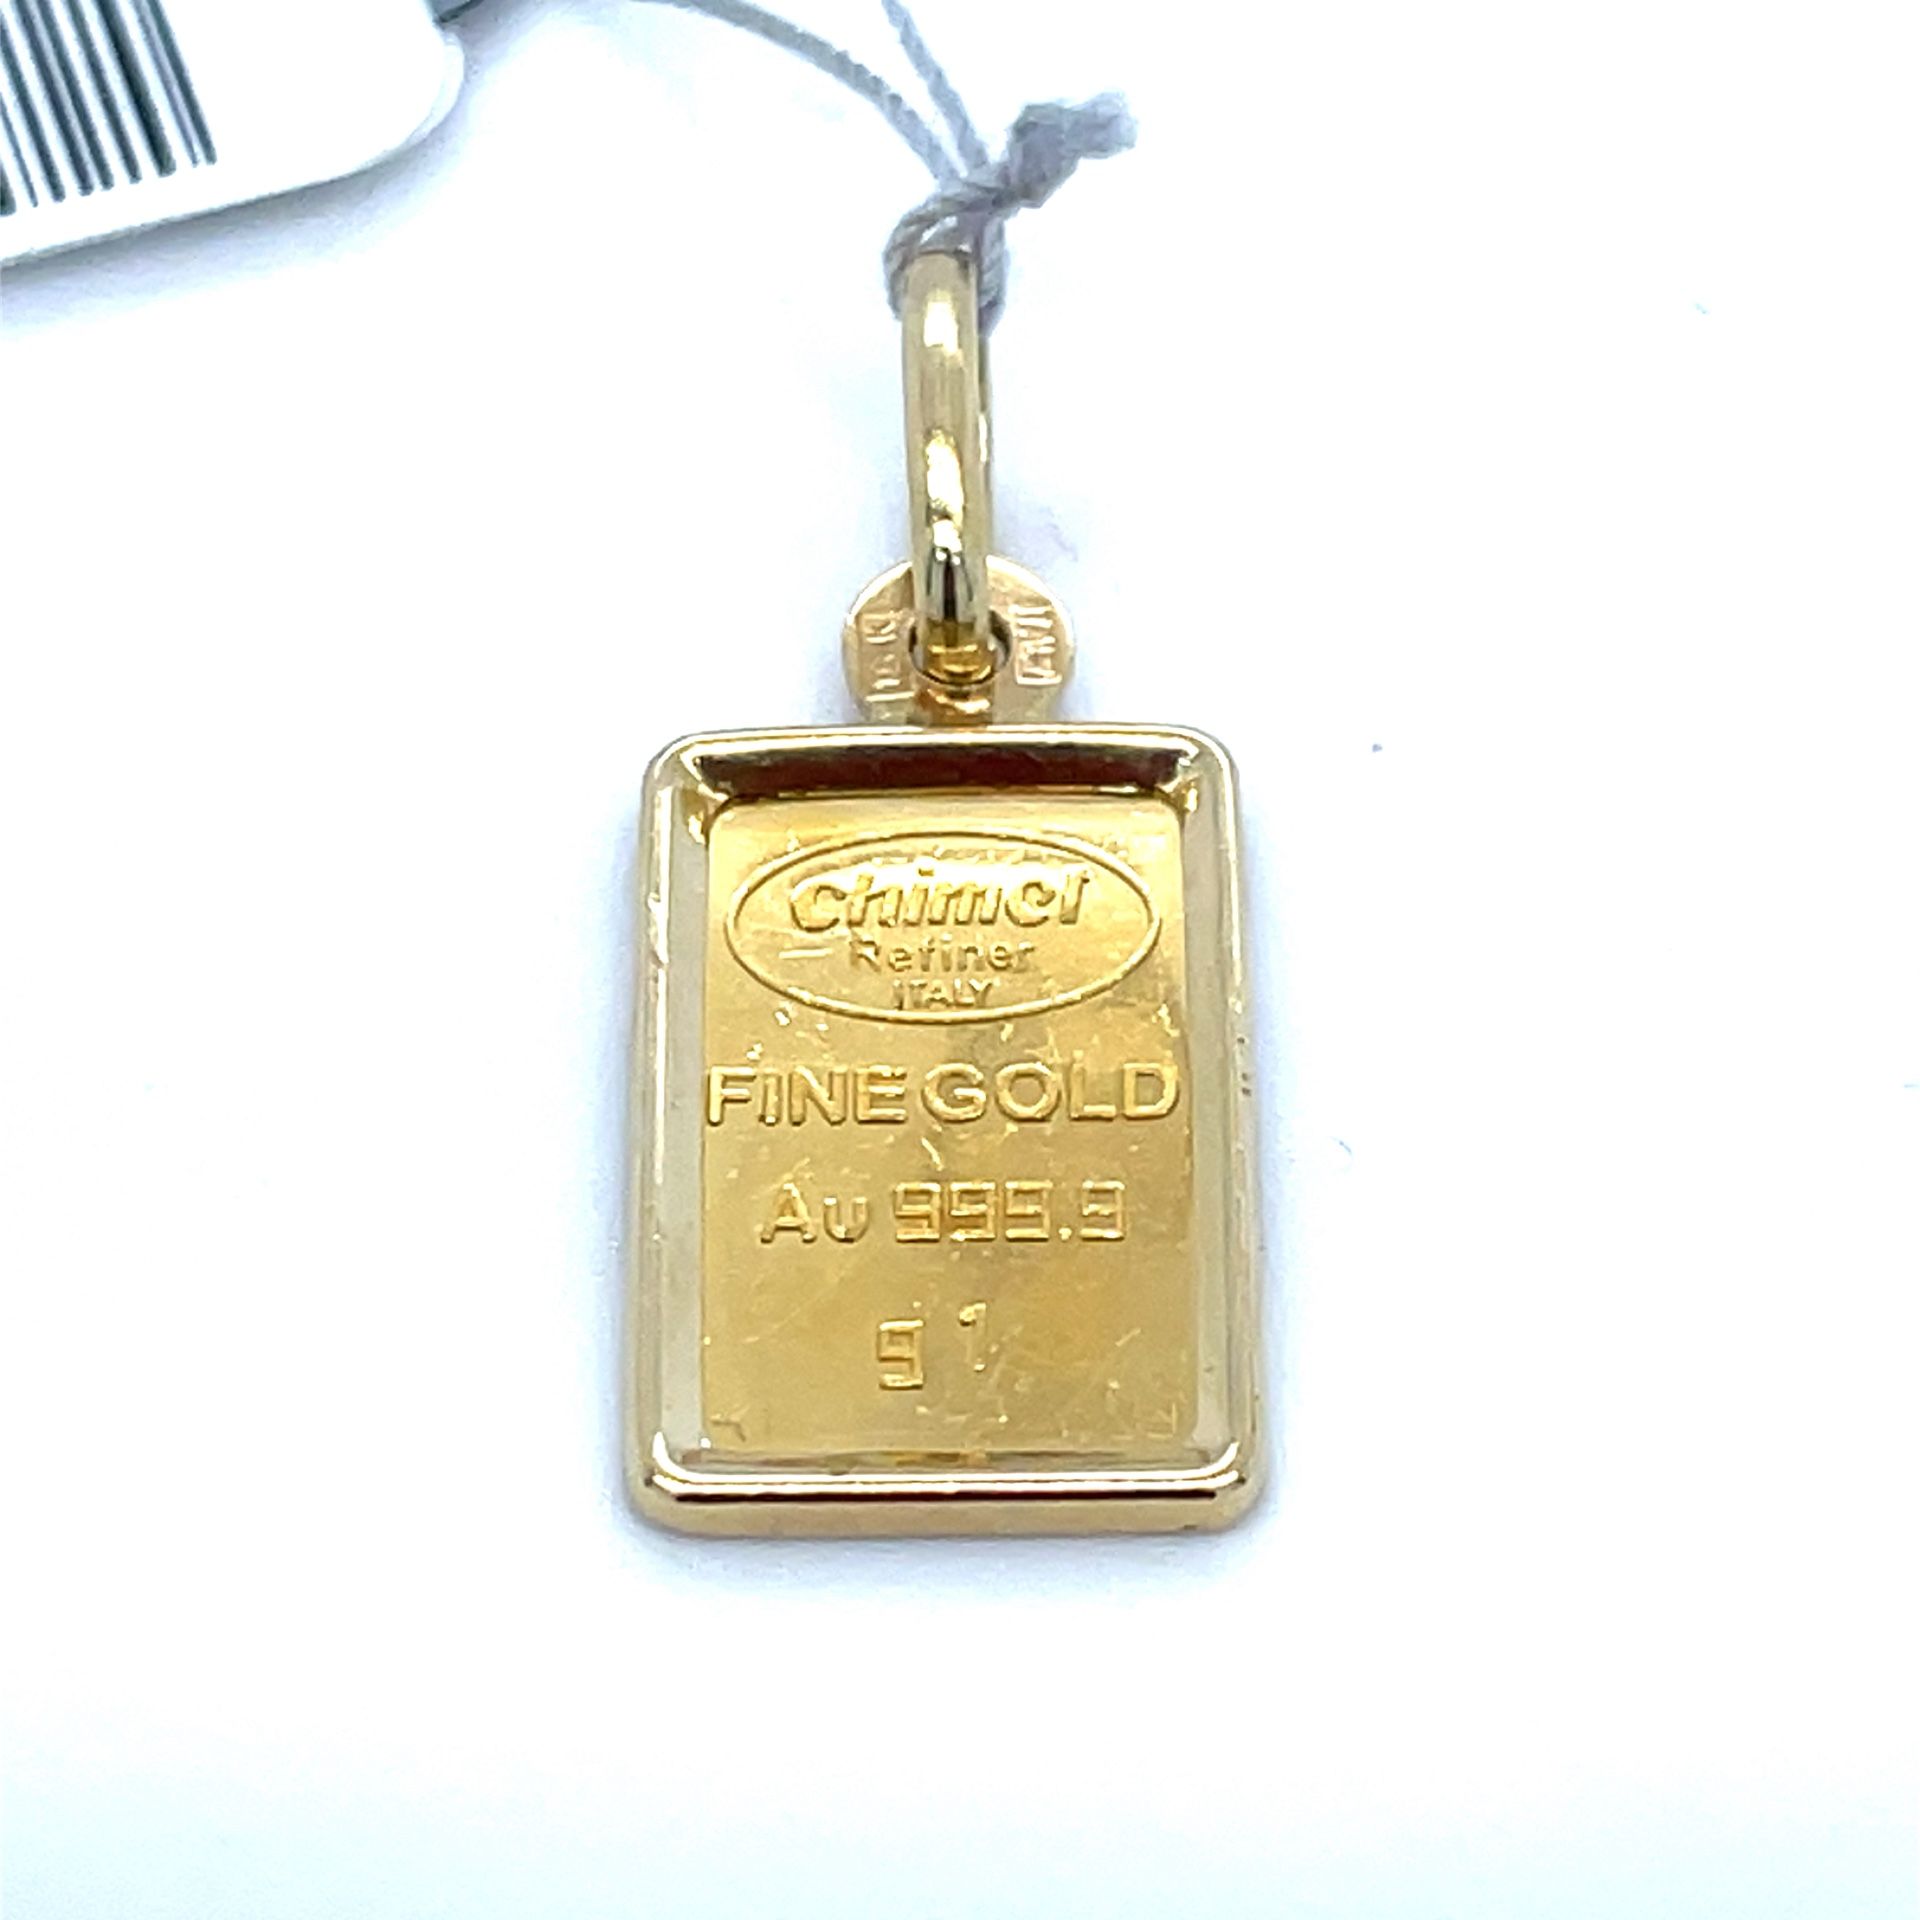 chimet
Refiner
ITALY
FINE GOLD
Au 999.9
g 1